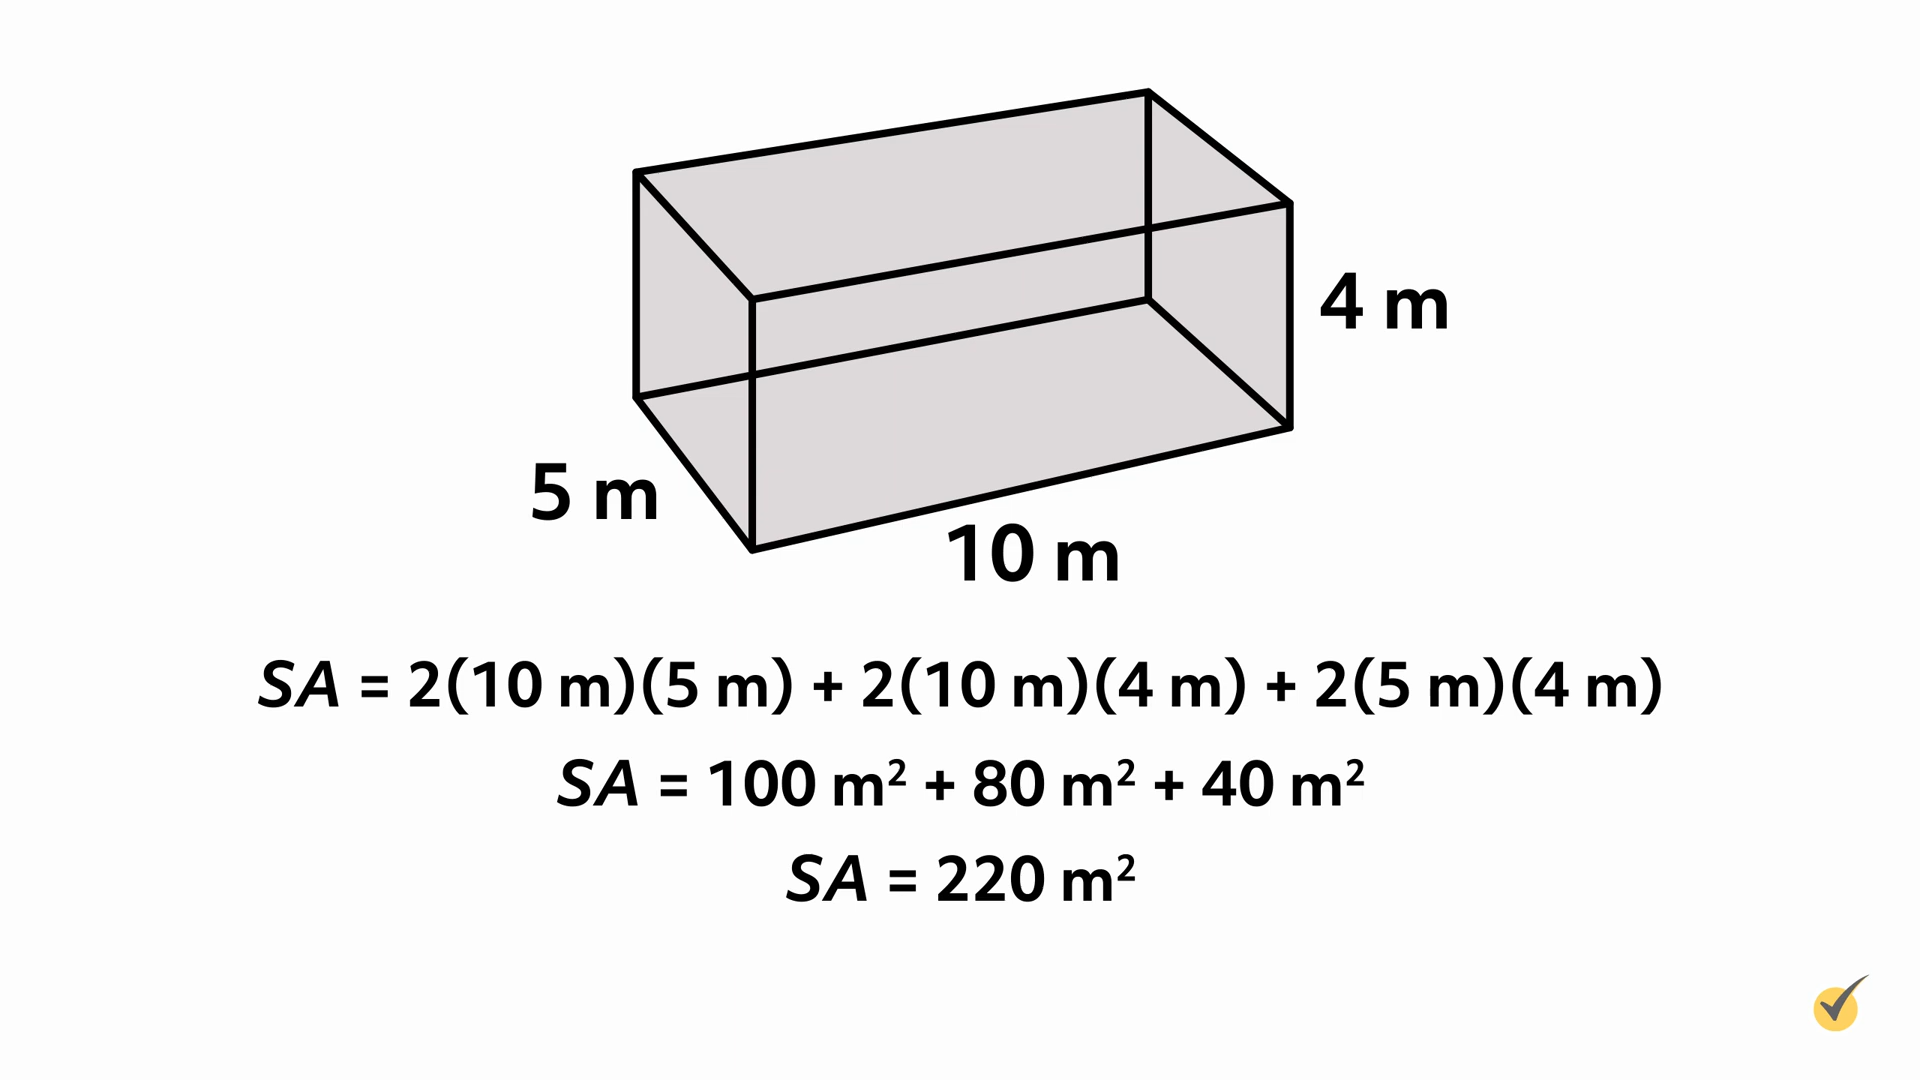 4 m
5 m
10 m
SA = 2(10 m)(5 m) + 2(10 m)(4 m) + 2(5 m)(4 m)
SA = 100 m² + 80 m² + 40 m²
SA = 220 m²